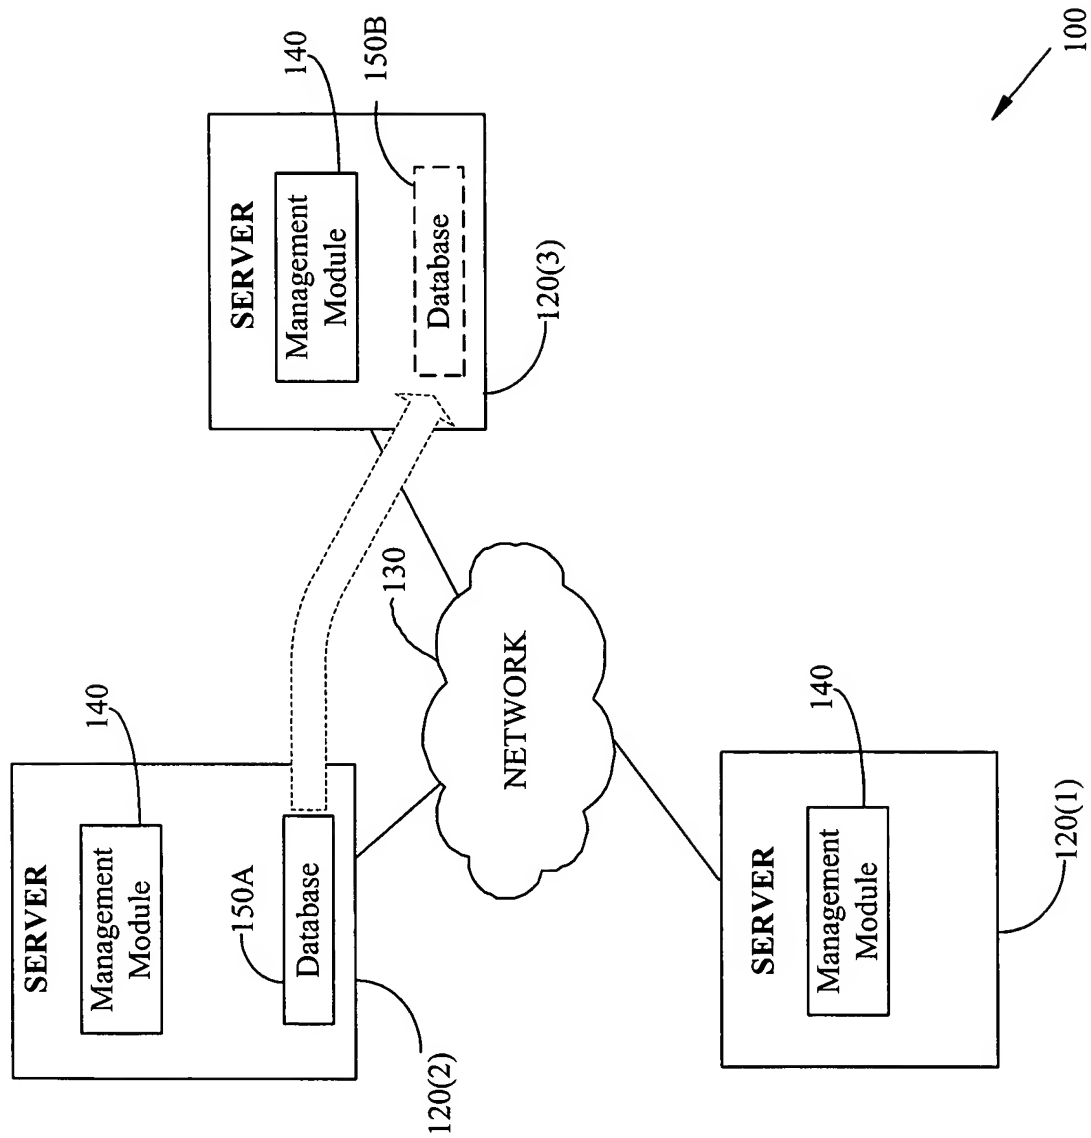 SERVER
Management
Module
140
150A
Database
120(2)
SERVER
Management
Module
140
150B
Database
120(3)
130
NETWORK
SERVER
Management
Module
140
120(1)
100